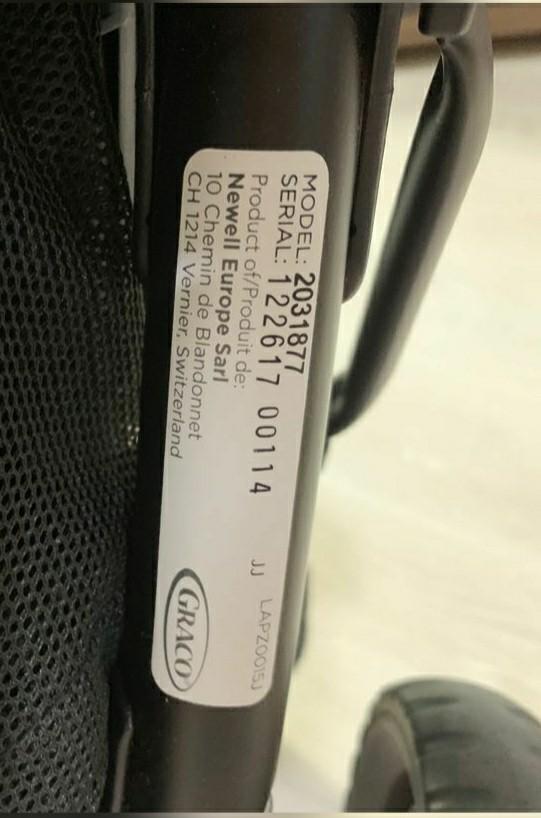 MODEL: 2031877
SERIAL: 122617 00114
Product of/Produit de:
Newell Europe Sarl
10 Chemin de Blandonnet
CH 1214 Vernier, Switzerland
JJ
LAPZ0015J
GRACO